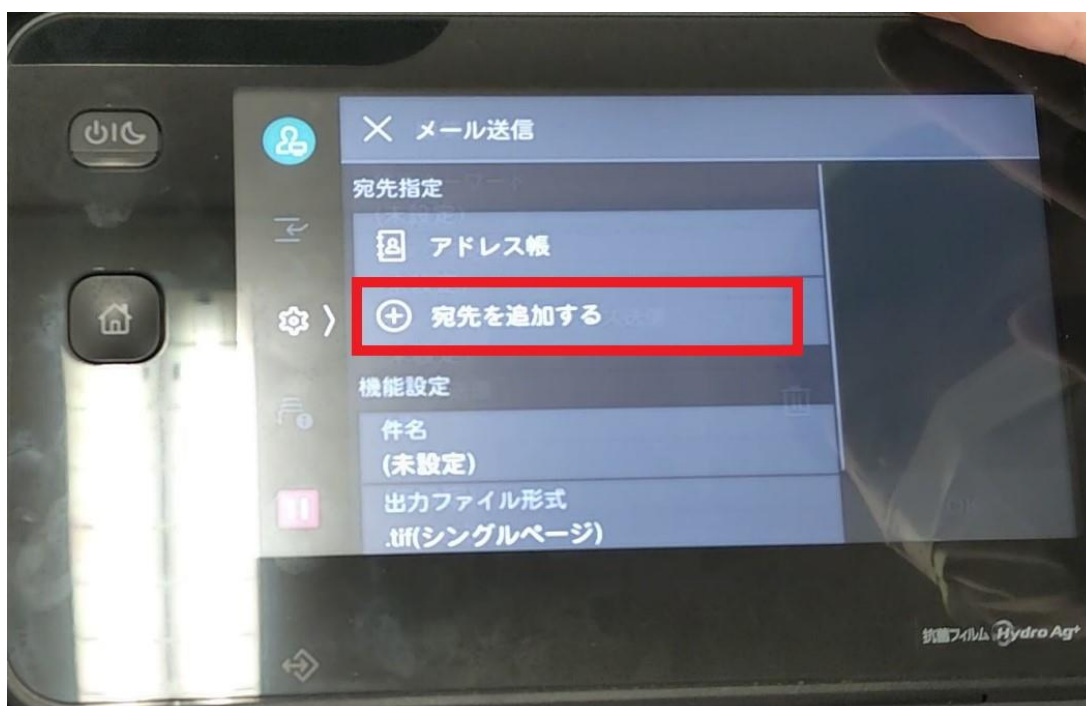 メール送信
宛先指定
アドレス帳
宛先を追加する
機能設定
件名
(未設定)
出力ファイル形式
.tif(シングルページ)
抗菌フィルム Hydro Ag+